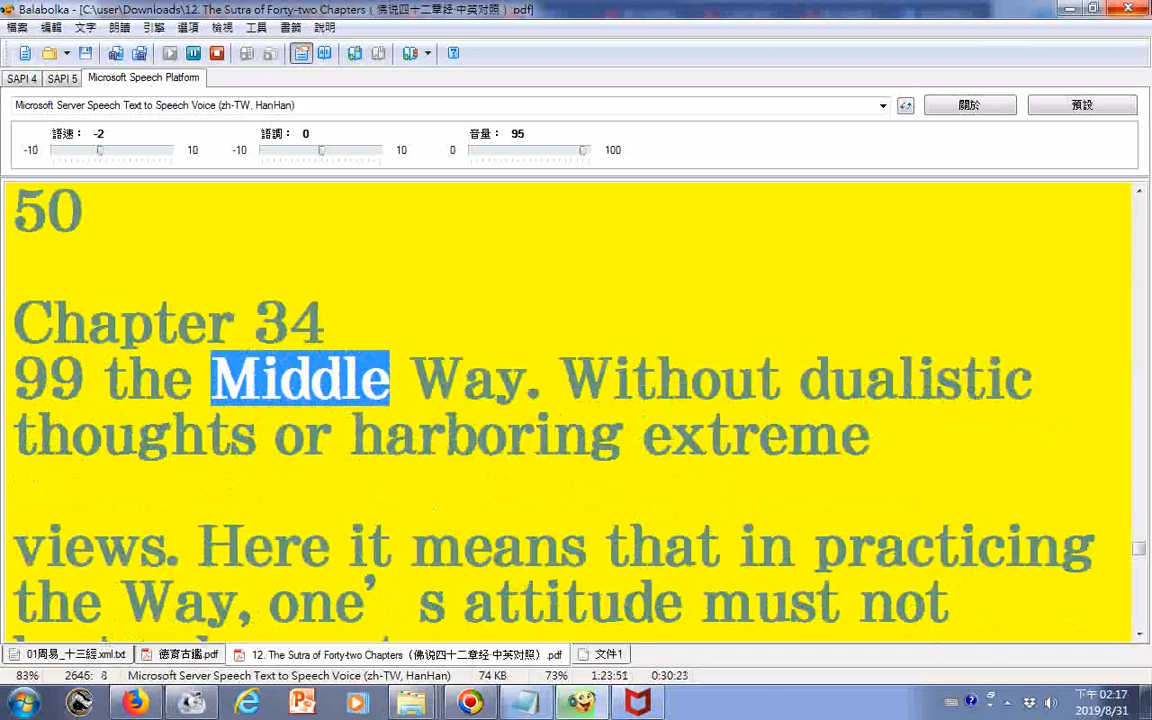 Balabolka - [C:\user\Downloads\12. The Sutra of Forty-two Chapters（佛说四十二章经·中英对照）.pdf]
檔案 編輯 文字 朗讀 引擎 選項 檢視 工具 書籤 說明
SAPI 4 SAPI 5 Microsoft Speech Platform
Microsoft Server Speech Text to Speech Voice (zh-TW, HanHan) 關於 預設
語速： -2 語調： 0 音量： 95
-10 10 -10 10 0 100
50
Chapter 34
99 the Middle Way. Without dualistic
thoughts or harboring extreme
views. Here it means that in practicing
the Way, one’s attitude must not
01周易_十三經.xml.txt 德育古鑑.pdf 12. The Sutra of Forty-two Chapters（佛说四十二章经·中英对照）.pdf 文件1
83% 2645: 8 Microsoft Server Speech Text to Speech Voice (zh-TW, HanHan) 74 KB 73% 1:23:51 0:30:23
下午 02:17
2019/8/31